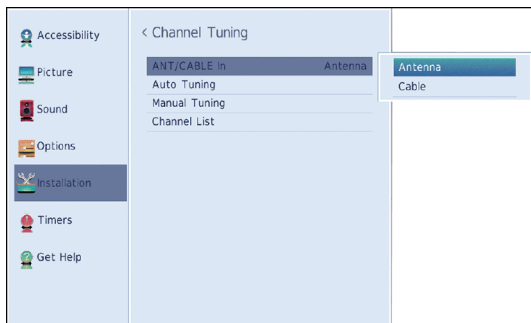 Accessibility
Picture
Sound
Options
Installation
Timers
Get Help
< Channel Tuning
ANT/CABLE In Antenna
Auto Tuning
Manual Tuning
Channel List
Antenna
Cable